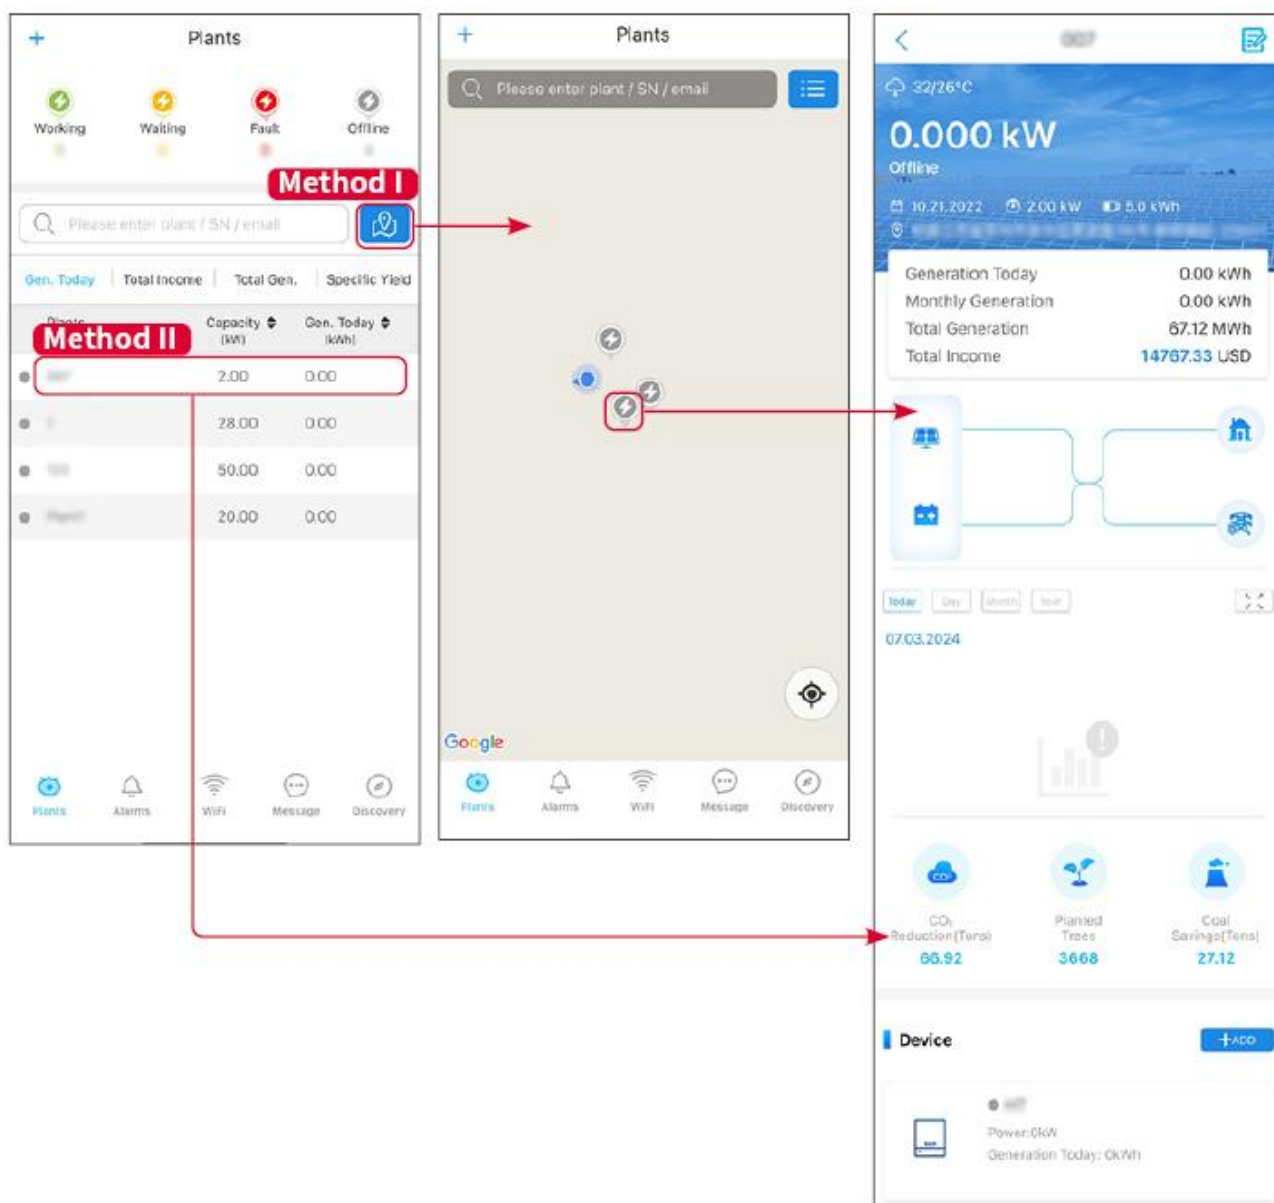 Plants
Working
Waiting
Fault
Offline
Method I
Please enter plant / SN / email
Gen. Today
Total Income
Total Gen.
Specific Yield
Plants
Capacity
(kW)
Gen. Today
(kWh)
Method II
2.00 0.00
28.00 0.00
50.00 0.00
20.00 0.00
Plants
Alarms
WiFi
Message
Discovery
Plants
Please enter plant / SN / email
Google
Plants
Alarms
WiFi
Message
Discovery
007
32/26°C
0.000 kW
Offline
10.21.2022 2.00 kW 5.0 kWh
Generation Today 0.00 kWh
Monthly Generation 0.00 kWh
Total Generation 67.12 MWh
Total Income 14767.33 USD
Today Day Month Year
07.03.2024
CO₂
Reduction(Tons)
66.92
Planted
Trees
3668
Coal
Savings(Tons)
27.12
Device
+ADD
Power:0kW
Generation Today: 0kWh